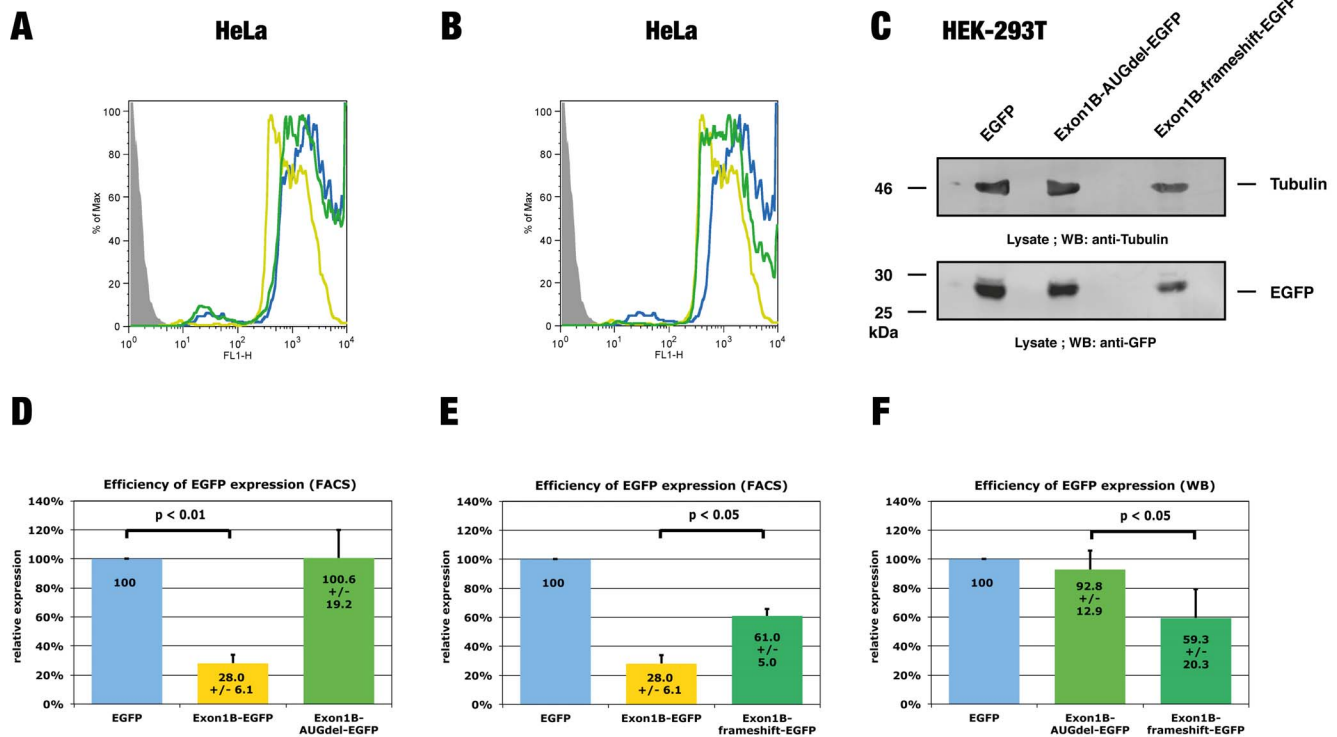 A
HeLa
% of Max
100
80
60
40
20
0
10^0
10^1
10^2
10^3
10^4
FL1-H
B
HeLa
% of Max
100
80
60
40
20
0
10^0
10^1
10^2
10^3
10^4
FL1-H
C
HEK-293T
EGFP
Exon1B-AUGdel-EGFP
Exon1B-frameshift-EGFP
46
Tubulin
Lysate ; WB: anti-Tubulin
30
25
kDa
EGFP
Lysate ; WB: anti-GFP
D
Efficiency of EGFP expression (FACS)
relative expression
140%
120%
100%
80%
60%
40%
20%
0%
p < 0.01
100
28.0
+/- 6.1
100.6
+/-
19.2
EGFP
Exon1B-EGFP
Exon1B-
AUGdel-EGFP
E
Efficiency of EGFP expression (FACS)
relative expression
140%
120%
100%
80%
60%
40%
20%
0%
p < 0.05
100
28.0
+/- 6.1
61.0
+/-
5.0
EGFP
Exon1B-EGFP
Exon1B-
frameshift-EGFP
F
Efficiency of EGFP expression (WB)
relative expression
140%
120%
100%
80%
60%
40%
20%
0%
p < 0.05
100
92.8
+/-
12.9
59.3
+/-
20.3
EGFP
Exon1B-
AUGdel-EGFP
Exon1B-
frameshift-EGFP